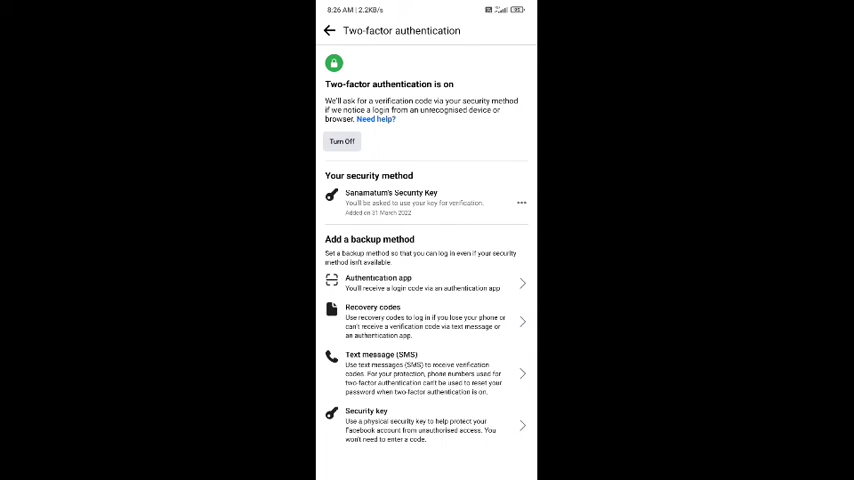 8:26 AM | 2.2KB/s
Two-factor authentication
Two-factor authentication is on
We'll ask for a verification code via your security method
if we notice a login from an unrecognised device or
browser. Need help?
Turn Off
Your security method
Sanamatum's Security Key
You'll be asked to use your key for verification.
Added on 31 March 2022
Add a backup method
Set a backup method so that you can log in even if your security
method isn't available.
Authentication app
You'll receive a login code via an authentication app
Recovery codes
Use recovery codes to log in if you lose your phone or
can't receive a verification code via text message or
an authentication app.
Text message (SMS)
Use text messages (SMS) to receive verification
codes. For your protection, phone numbers used for
two-factor authentication can't be used to reset your
password when two-factor authentication is on.
Security key
Use a physical security key to help protect your
Facebook account from unauthorised access. You
won't need to enter a code.